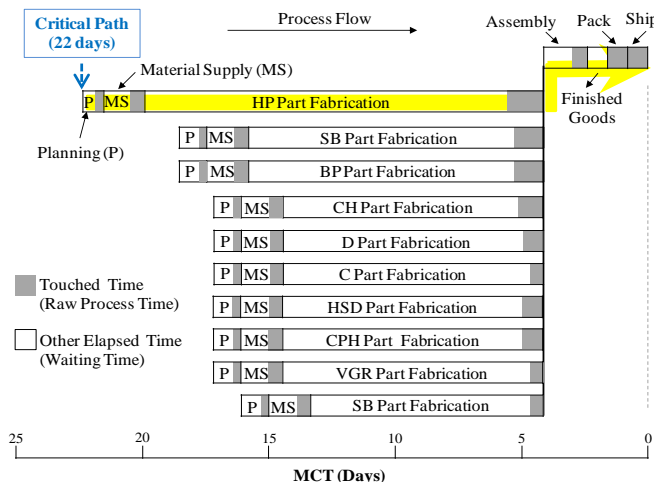 Critical Path
(22 days)
Process Flow
Assembly
Pack
Ship
Material Supply (MS)
P
MS
HP Part Fabrication
Finished
Goods
Planning (P)
P
MS
SB Part Fabrication
P
MS
BP Part Fabrication
P
MS
CH Part Fabrication
P
MS
D Part Fabrication
P
MS
C Part Fabrication
P
MS
HSD Part Fabrication
P
MS
CPH Part Fabrication
P
MS
VGR Part Fabrication
P
MS
SB Part Fabrication
Touched Time
(Raw Process Time)
Other Elapsed Time
(Waiting Time)
25
20
15
10
5
0
MCT (Days)